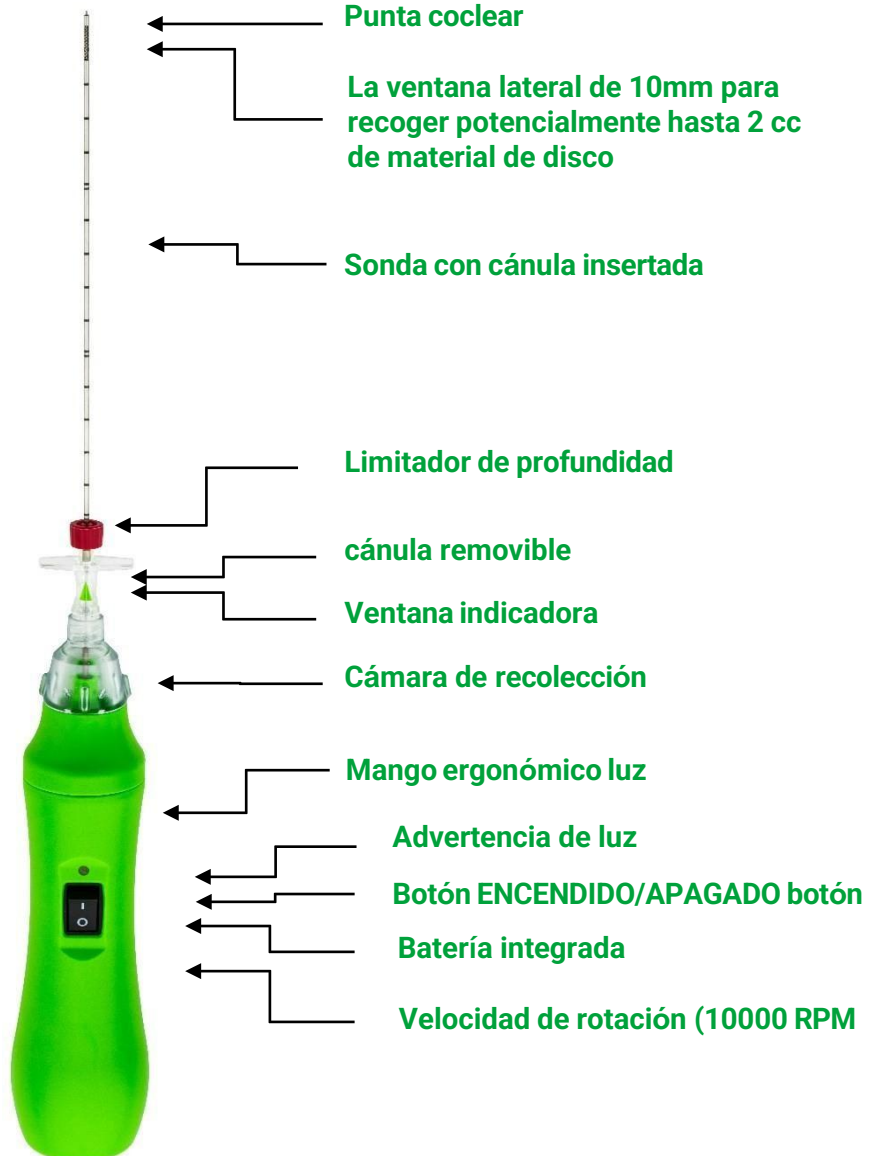 Punta coclear
La ventana lateral de 10mm para
recoger potencialmente hasta 2 cc
de material de disco
Sonda con cánula insertada
Limitador de profundidad
cánula removible
Ventana indicadora
Cámara de recolección
Mango ergonómico luz
Advertencia de luz
Botón ENCENDIDO/APAGADO botón
Batería integrada
Velocidad de rotación (10000 RPM